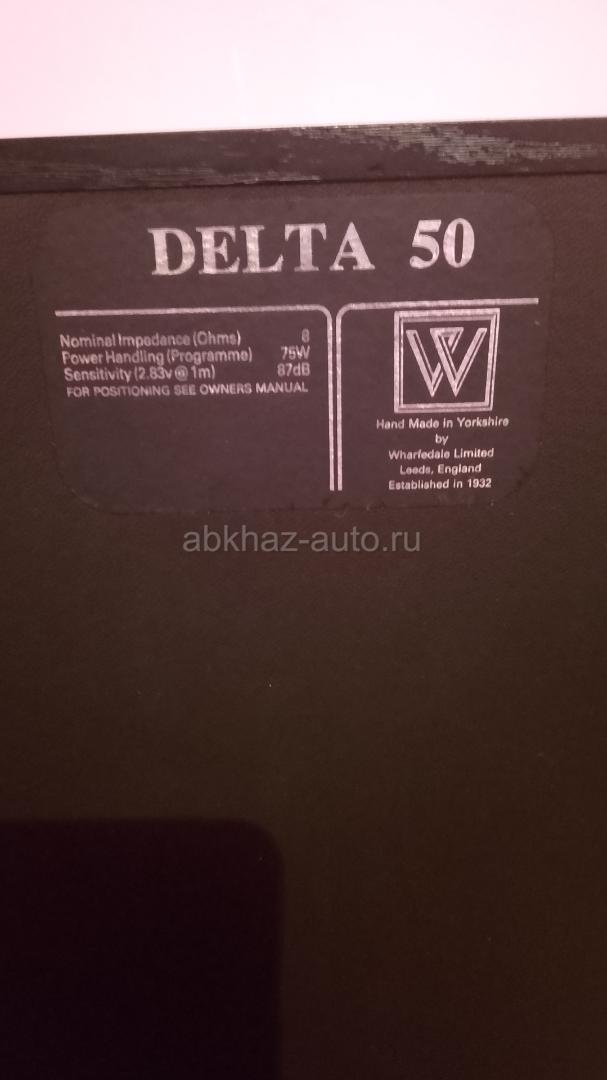 DELTA 50
Nominal Impedance (Ohms) 8
Power Handling (Programme) 75W
Sensitivity (2.83v @ 1m) 87dB
FOR POSITIONING SEE OWNERS MANUAL
W
Hand Made in Yorkshire
by
Wharfedale Limited
Leeds, England
Established in 1932
abkhaz-auto.ru